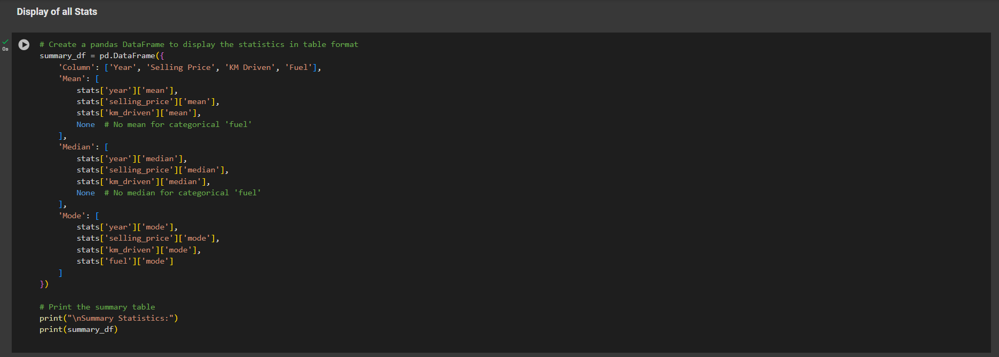 Display of all Stats
0s
# Create a pandas DataFrame to display the statistics in table format
summary_df = pd.DataFrame({
    'Column': ['Year', 'Selling Price', 'KM Driven', 'Fuel'],
    'Mean': [
        stats['year']['mean'],
        stats['selling_price']['mean'],
        stats['km_driven']['mean'],
        None  # No mean for categorical 'fuel'
    ],
    'Median': [
        stats['year']['median'],
        stats['selling_price']['median'],
        stats['km_driven']['median'],
        None  # No median for categorical 'fuel'
    ],
    'Mode': [
        stats['year']['mode'],
        stats['selling_price']['mode'],
        stats['km_driven']['mode'],
        stats['fuel']['mode']
    ]
})

# Print the summary table
print("\nSummary Statistics:")
print(summary_df)